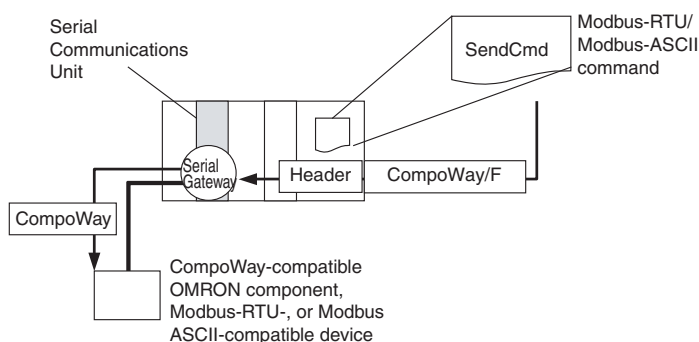 Serial
Communications
Unit
SendCmd
Modbus-RTU/
Modbus-ASCII
command
Serial
Gateway
Header
CompoWay/F
CompoWay
CompoWay-compatible
OMRON component,
Modbus-RTU-, or Modbus
ASCII-compatible device